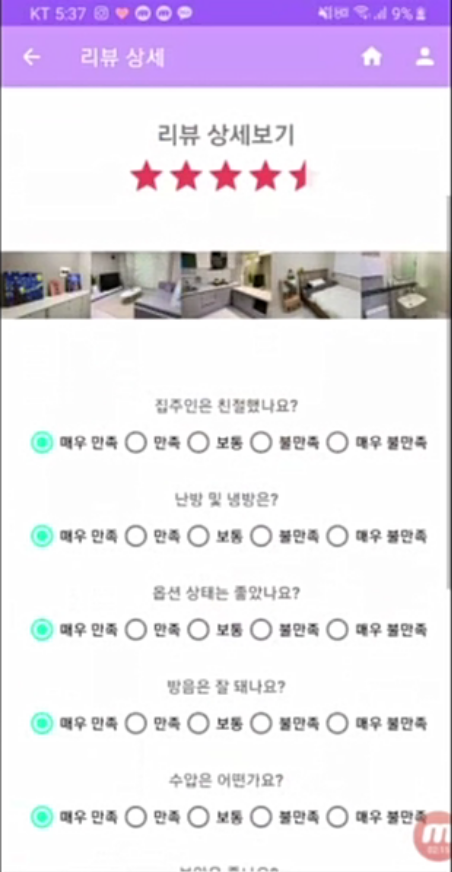 KT 5:37 9%
리뷰 상세
리뷰 상세보기
집주인은 친절했나요?
매우 만족 만족 보통 불만족 매우 불만족
난방 및 냉방은?
매우 만족 만족 보통 불만족 매우 불만족
옵션 상태는 좋았나요?
매우 만족 만족 보통 불만족 매우 불만족
방음은 잘 돼나요?
매우 만족 만족 보통 불만족 매우 불만족
수압은 어떤가요?
매우 만족 만족 보통 불만족 매우 불만족
m